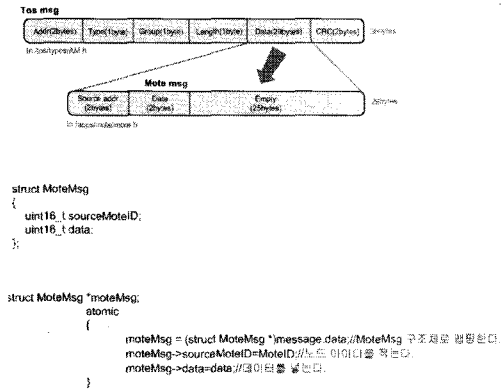 Tos msg
Addr(2bytes) Type(1byte) Group(1byte) Length(1byte) Data(29bytes) CRC(2bytes)
Mote msg
Source addr
(2bytes)
Data
(2bytes)
Empty
(25bytes)
29bytes
struct MoteMsg
{
uint16_t sourceMoteID;
uint16_t data;
};
struct MoteMsg *moteMsg;
atomic
{
moteMsg = (struct MoteMsg *)message.data;//MoteMsg 구조체로 맵핑한다.
moteMsg->sourceMoteID=MoteID;//노드 아이디를 적는다.
moteMsg->data=data;//데이터를 넣는다.
}